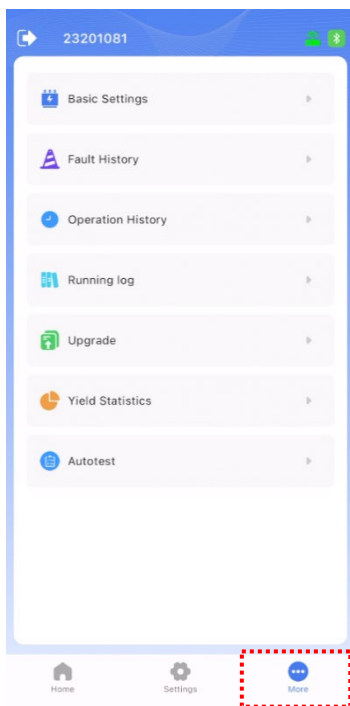 23201081
Basic Settings
Fault History
Operation History
Running log
Upgrade
Yield Statistics
Autotest
Home
Settings
More